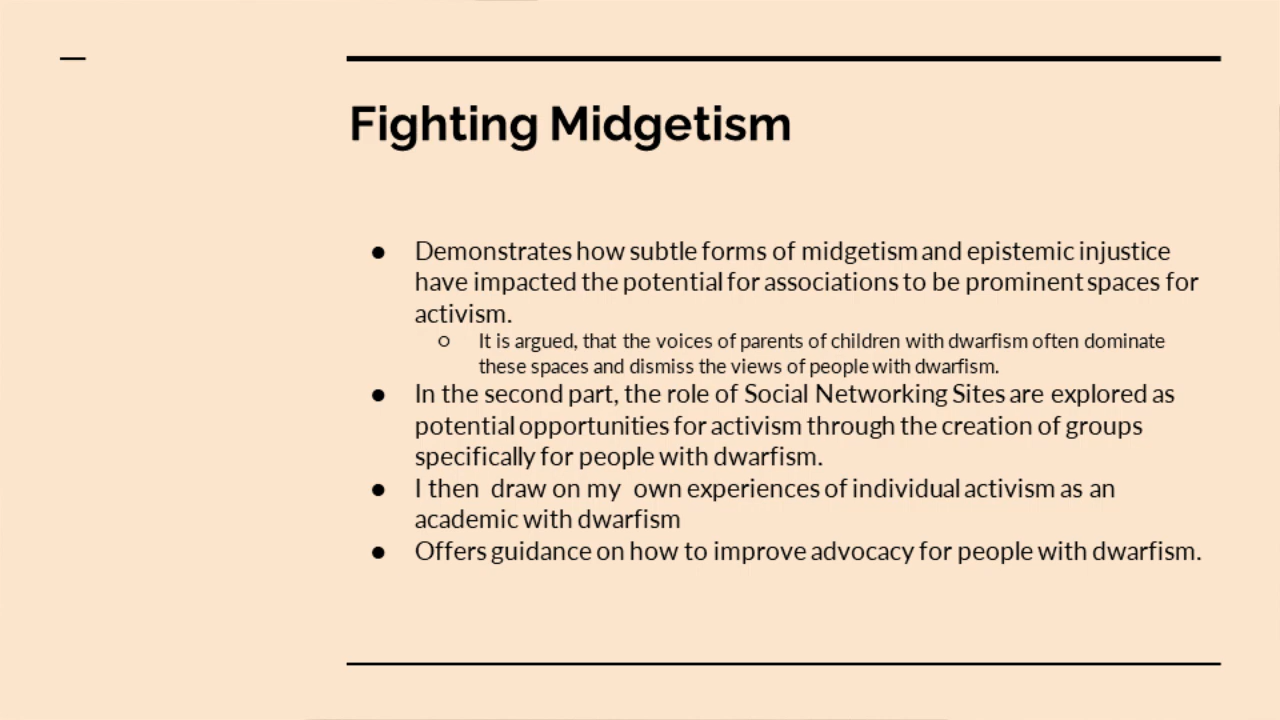 Fighting Midgetism
● Demonstrates how subtle forms of midgetism and epistemic injustice
have impacted the potential for associations to be prominent spaces for
activism.
○ It is argued, that the voices of parents of children with dwarfism often dominate
these spaces and dismiss the views of people with dwarfism.
● In the second part, the role of Social Networking Sites are explored as
potential opportunities for activism through the creation of groups
specifically for people with dwarfism.
● I then draw on my own experiences of individual activism as an
academic with dwarfism
● Offers guidance on how to improve advocacy for people with dwarfism.